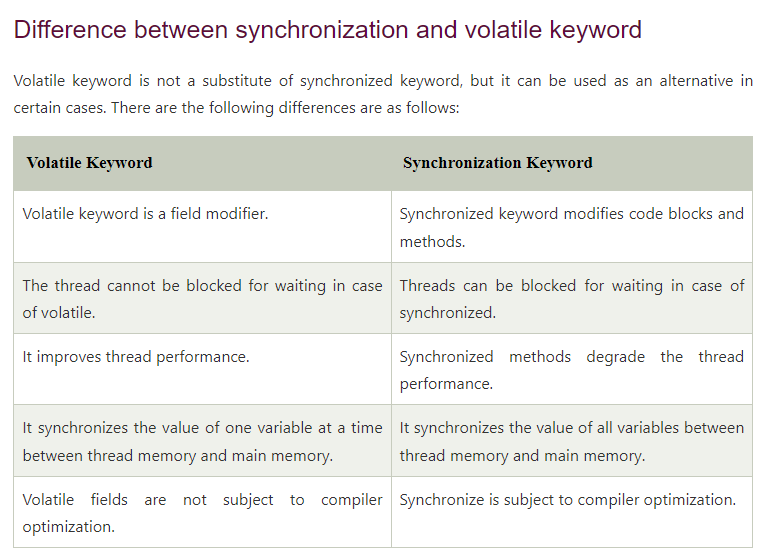 Difference between synchronization and volatile keyword
Volatile keyword is not a substitute of synchronized keyword, but it can be used as an alternative in
certain cases. There are the following differences are as follows:
Volatile Keyword
Synchronization Keyword
Volatile keyword is a field modifier.
Synchronized keyword modifies code blocks and
methods.
The thread cannot be blocked for waiting in case
of volatile.
Threads can be blocked for waiting in case of
synchronized.
It improves thread performance.
Synchronized methods degrade the thread
performance.
It synchronizes the value of one variable at a time
between thread memory and main memory.
It synchronizes the value of all variables between
thread memory and main memory.
Volatile fields are not subject to compiler
optimization.
Synchronize is subject to compiler optimization.